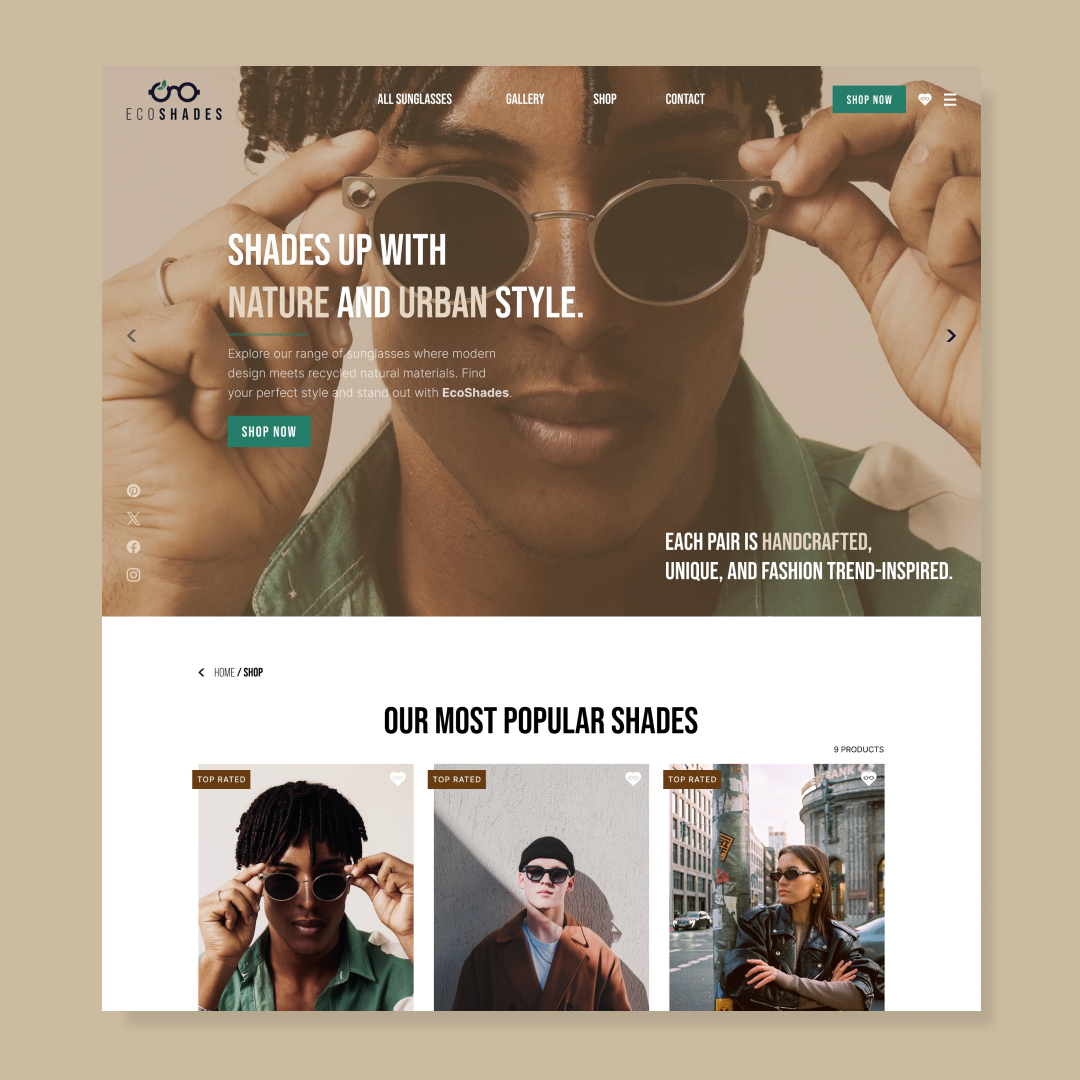 ECOSHADES
ALL SUNGLASSES
GALLERY
SHOP
CONTACT
SHOP NOW
SHADES UP WITH
NATURE AND URBAN STYLE.
Explore our range of sunglasses where modern
design meets recycled natural materials. Find
your perfect style and stand out with EcoShades.
SHOP NOW
EACH PAIR IS HANDCRAFTED,
UNIQUE, AND FASHION TREND-INSPIRED.
HOME / SHOP
OUR MOST POPULAR SHADES
9 PRODUCTS
TOP RATED
TOP RATED
TOP RATED
BANK